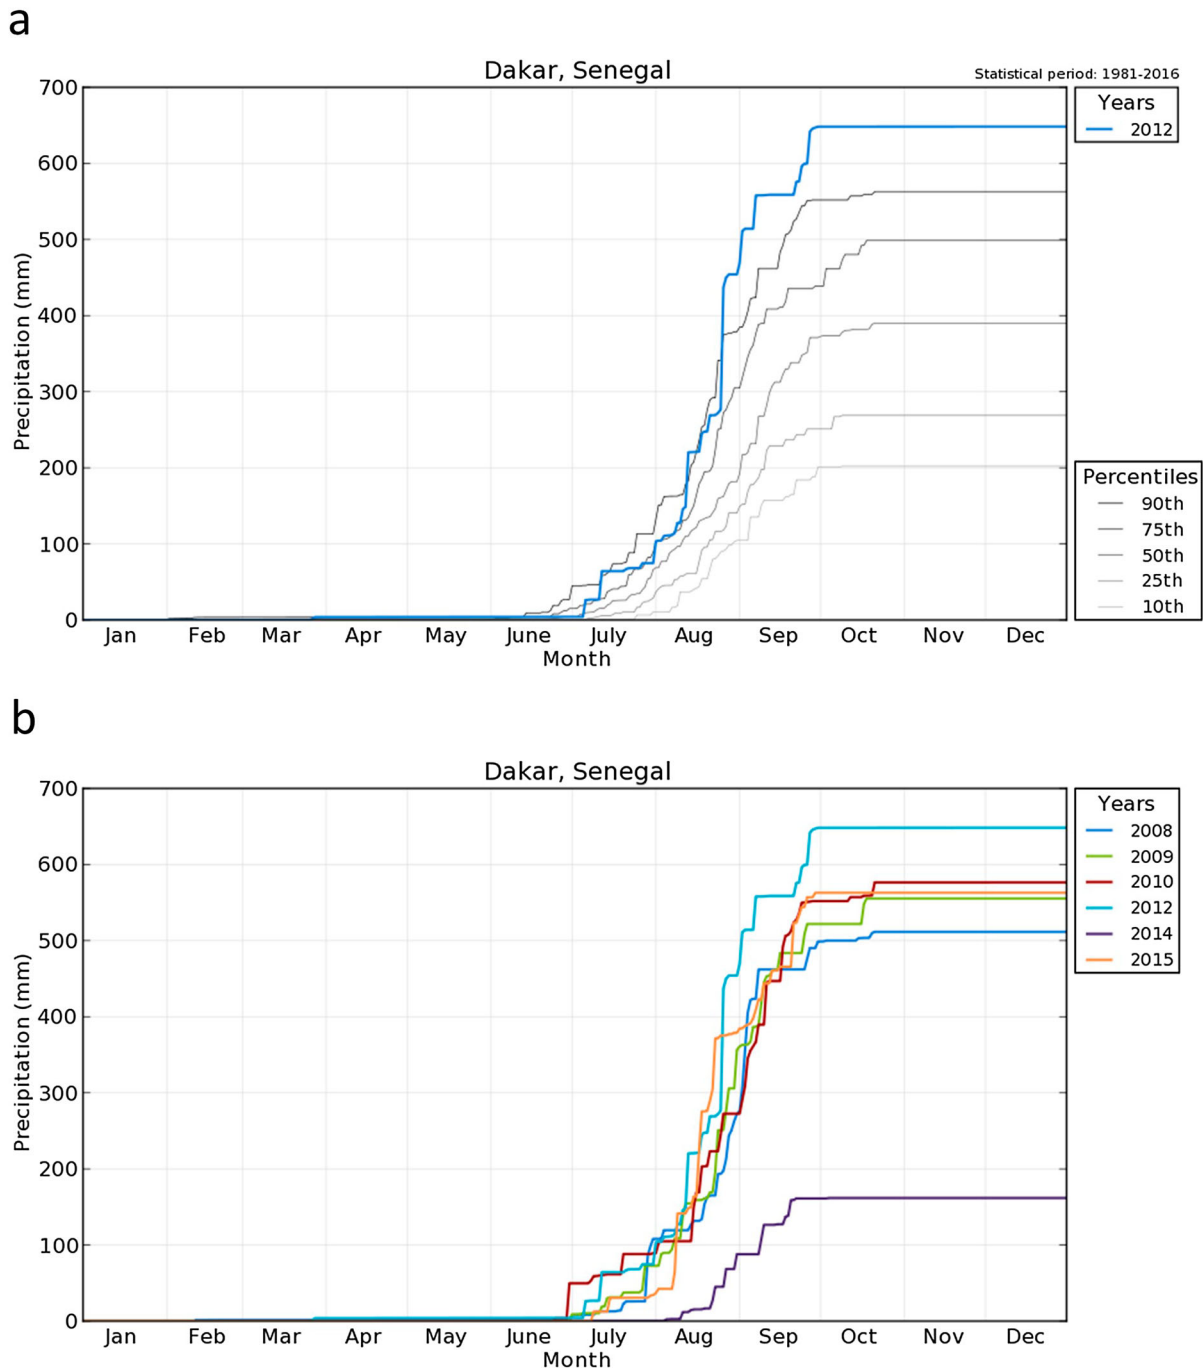 a
Dakar, Senegal
Statistical period: 1981-2016
Years
2012
Percentiles
90th
75th
50th
25th
10th
Precipitation (mm)
700
600
500
400
300
200
100
0
Jan Feb Mar Apr May June July Aug Sep Oct Nov Dec
Month
b
Dakar, Senegal
Years
2008
2009
2010
2012
2014
2015
Precipitation (mm)
700
600
500
400
300
200
100
0
Jan Feb Mar Apr May June July Aug Sep Oct Nov Dec
Month